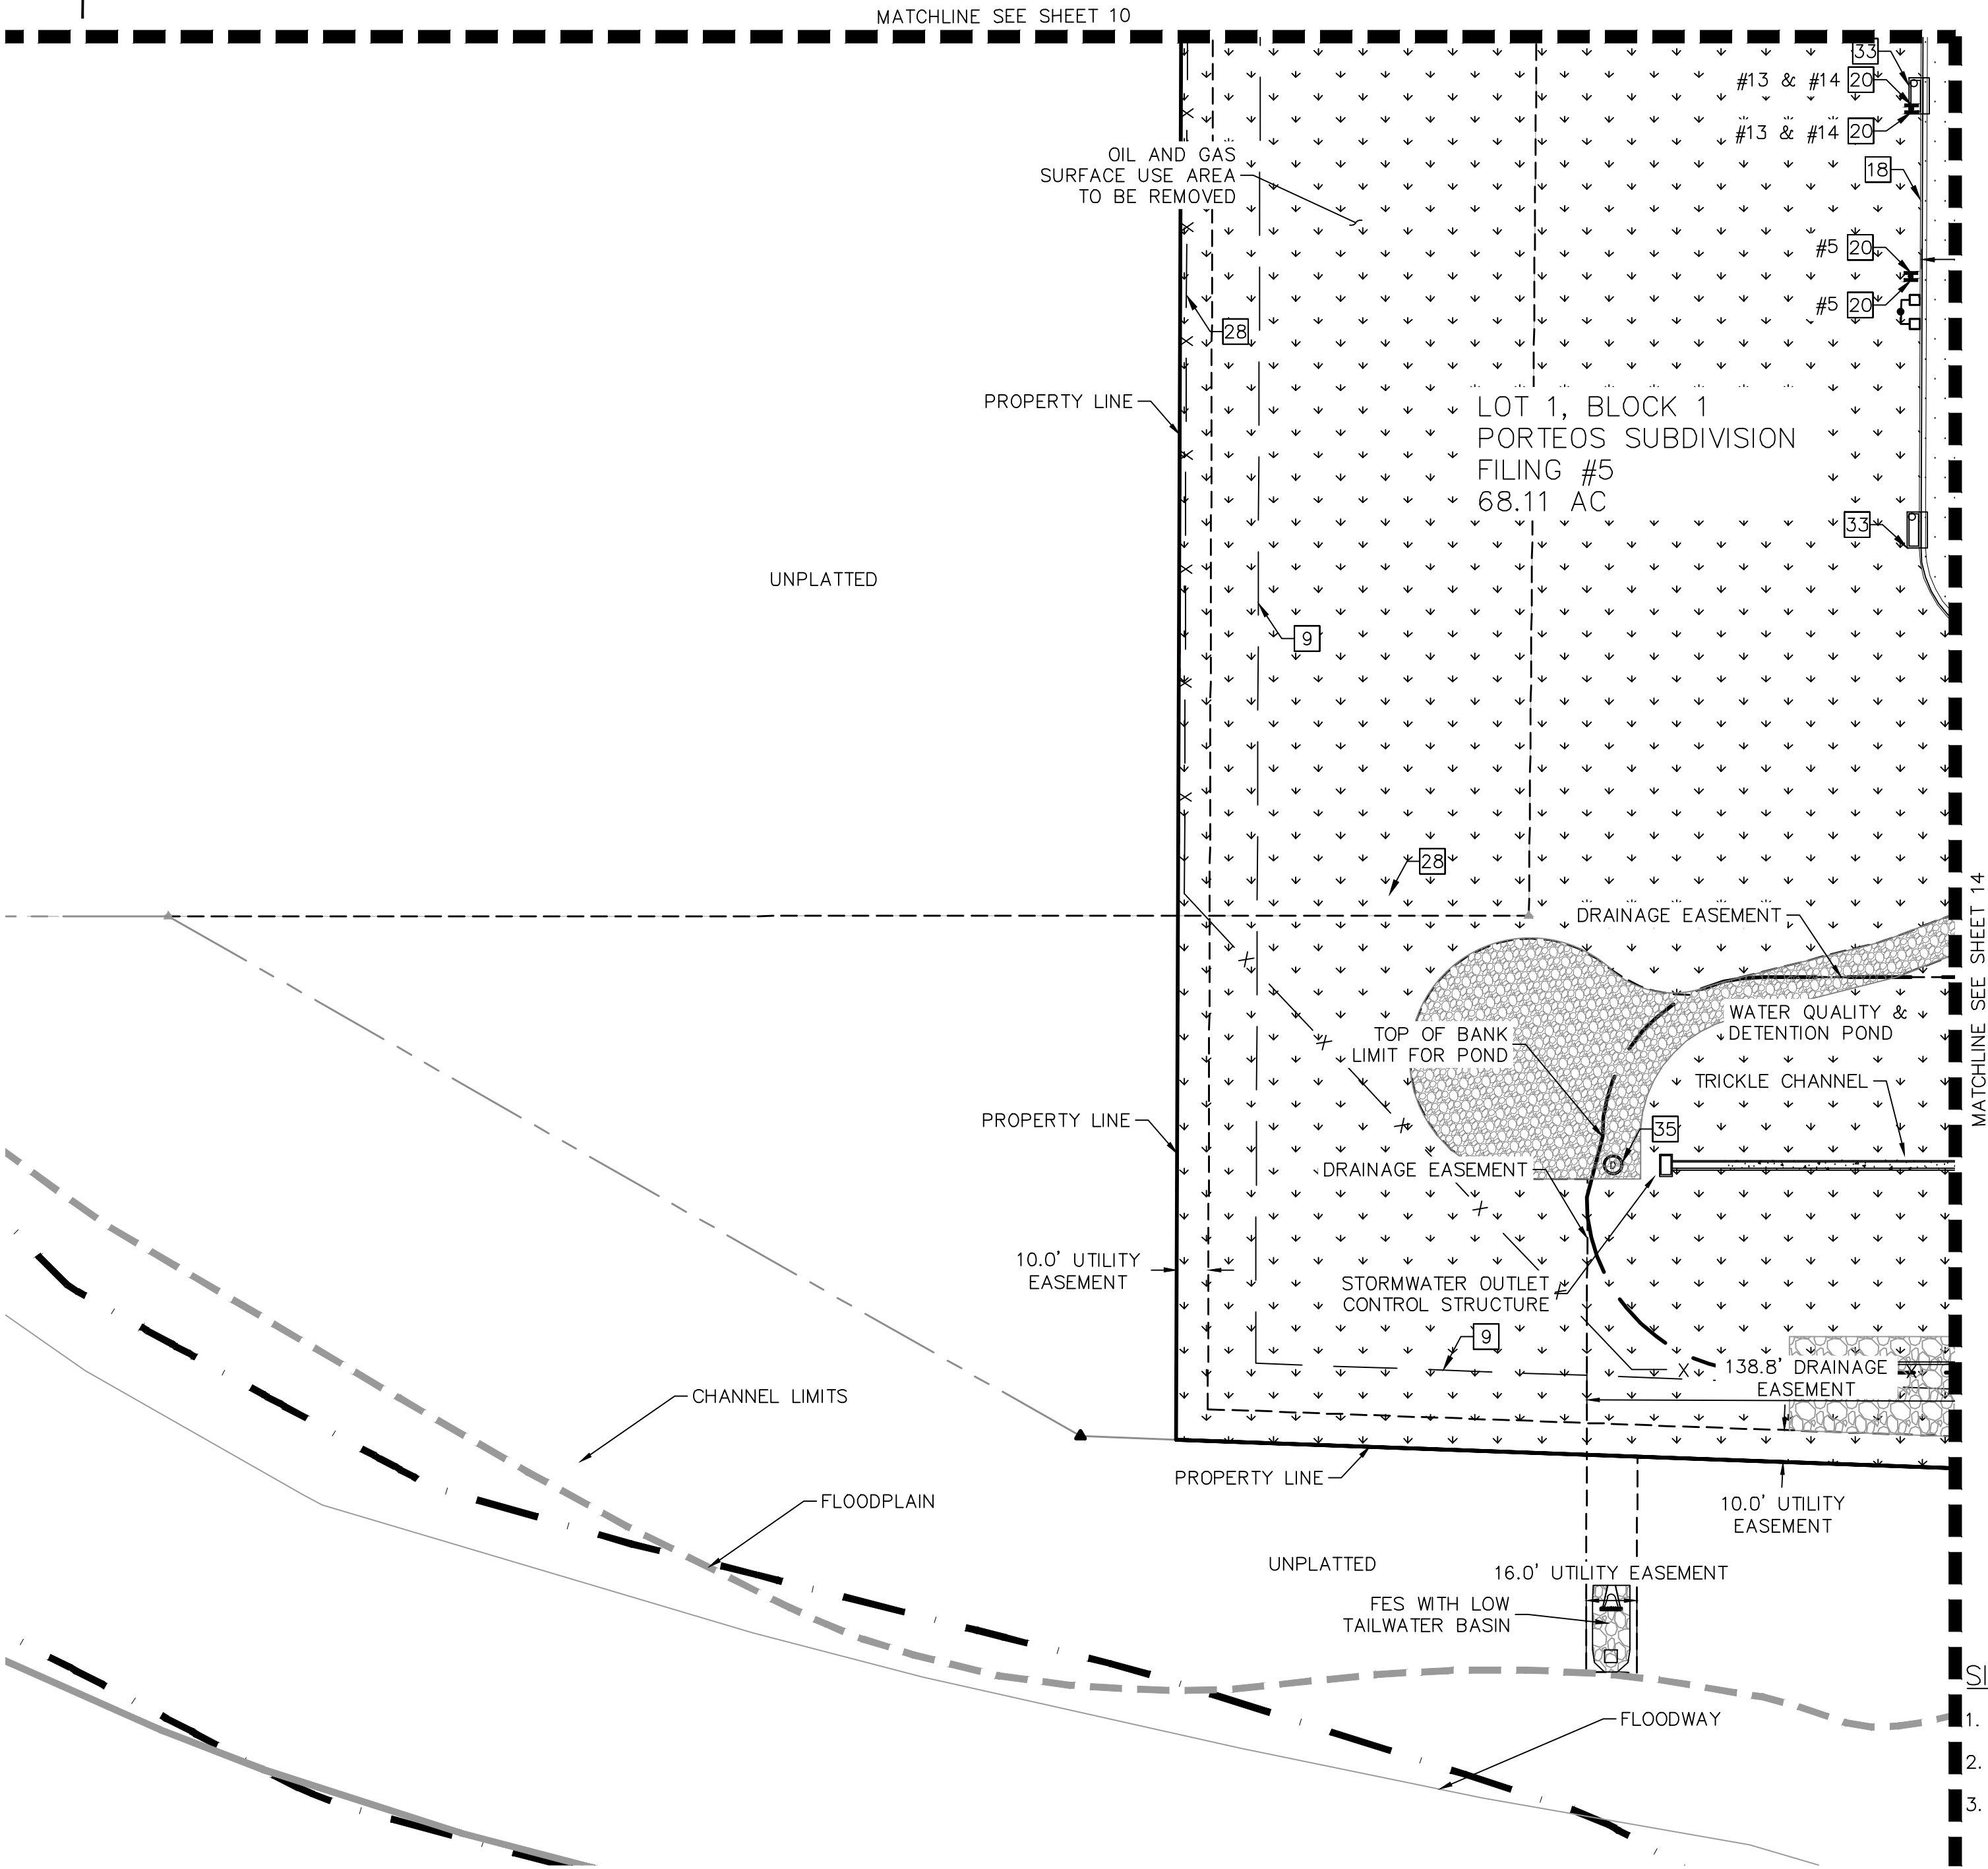 MATCHLINE SEE SHEET 10
33
#13 & #14 20
#13 & #14 20
OIL AND GAS
SURFACE USE AREA
TO BE REMOVED
18
#5 20
#5 20
28
PROPERTY LINE
LOT 1, BLOCK 1
PORTEOS SUBDIVISION
FILING #5
68.11 AC
33
UNPLATTED
9
28
MATCHLINE SEE SHEET 14
DRAINAGE EASEMENT
WATER QUALITY &
DETENTION POND
TOP OF BANK
LIMIT FOR POND
TRICKLE CHANNEL
PROPERTY LINE
35
D
DRAINAGE EASEMENT
10.0' UTILITY
EASEMENT
STORMWATER OUTLET
CONTROL STRUCTURE
9
138.8' DRAINAGE
EASEMENT
CHANNEL LIMITS
PROPERTY LINE
FLOODPLAIN
10.0' UTILITY
EASEMENT
UNPLATTED
16.0' UTILITY EASEMENT
FES WITH LOW
TAILWATER BASIN
SI
FLOODWAY
1.
2.
3.